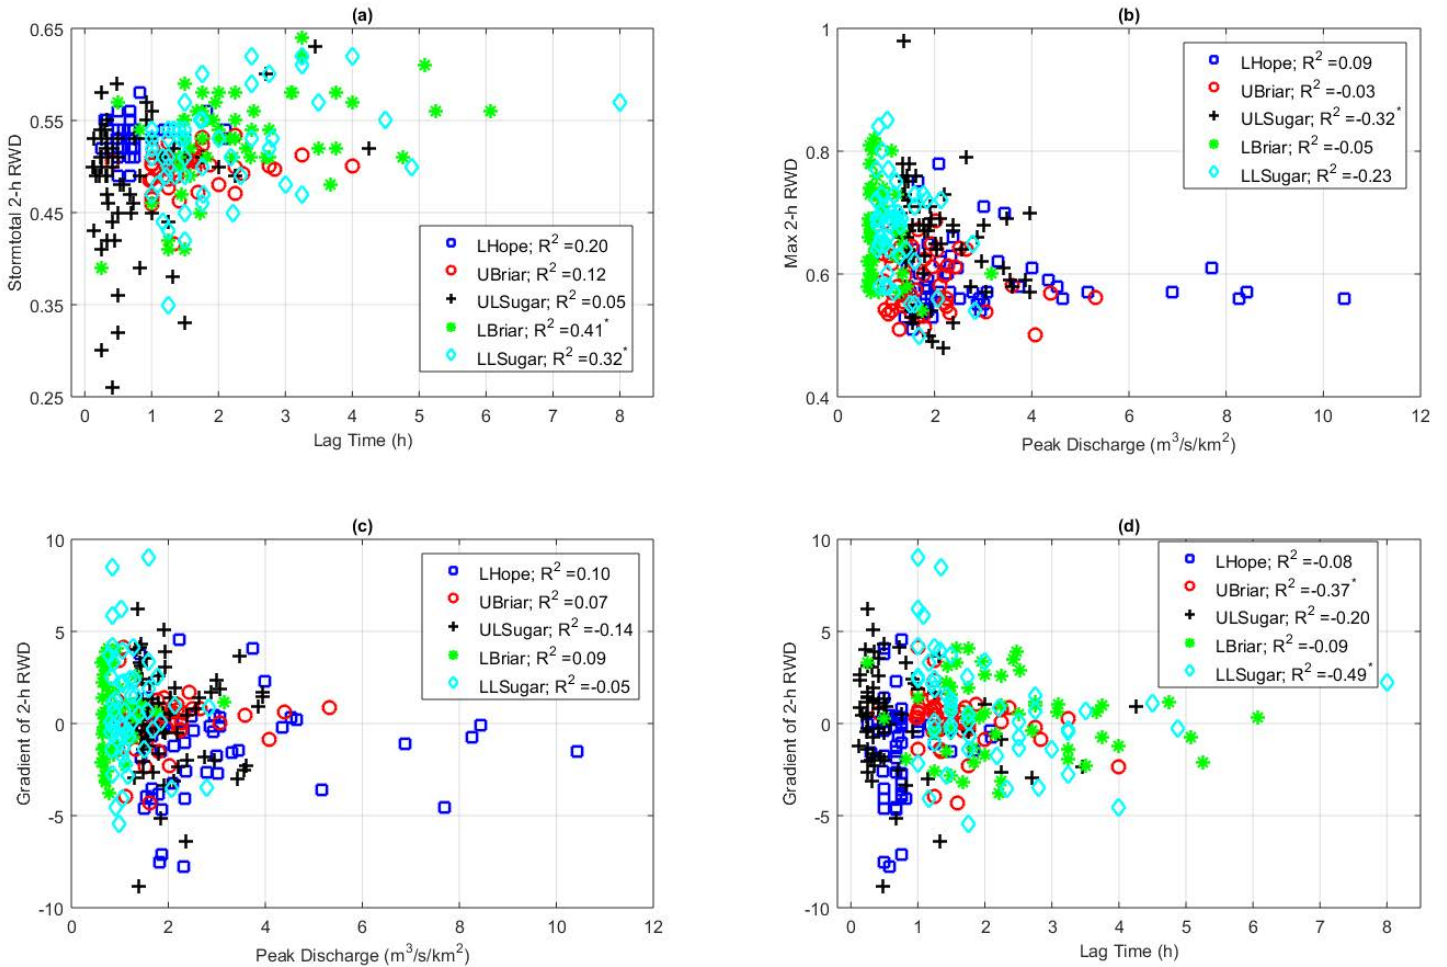 (a)
0.65
0.55
0.45
0.35
0.25
Stormtotal 2-h RWD
LHope; R² =0.20
UBriar; R² =0.12
ULSugar; R² =0.05
LBriar; R² =0.41*
LLSugar; R² =0.32*
0 1 2 3 4 5 6 7 8
Lag Time (h)
(b)
1
0.8
0.6
0.4
Max 2-h RWD
LHope; R² =0.09
UBriar; R² =-0.03
ULSugar; R² =-0.32*
LBriar; R² =-0.05
LLSugar; R² =-0.23
0 2 4 6 8 10 12
Peak Discharge (m³/s/km²)
(c)
10
5
0
-5
-10
Gradient of 2-h RWD
LHope; R² =0.10
UBriar; R² =0.07
ULSugar; R² =-0.14
LBriar; R² =0.09
LLSugar; R² =-0.05
0 2 4 6 8 10 12
Peak Discharge (m³/s/km²)
(d)
10
5
0
-5
-10
Gradient of 2-h RWD
LHope; R² =-0.08
UBriar; R² =-0.37*
ULSugar; R² =-0.20
LBriar; R² =-0.09
LLSugar; R² =-0.49*
0 1 2 3 4 5 6 7 8
Lag Time (h)